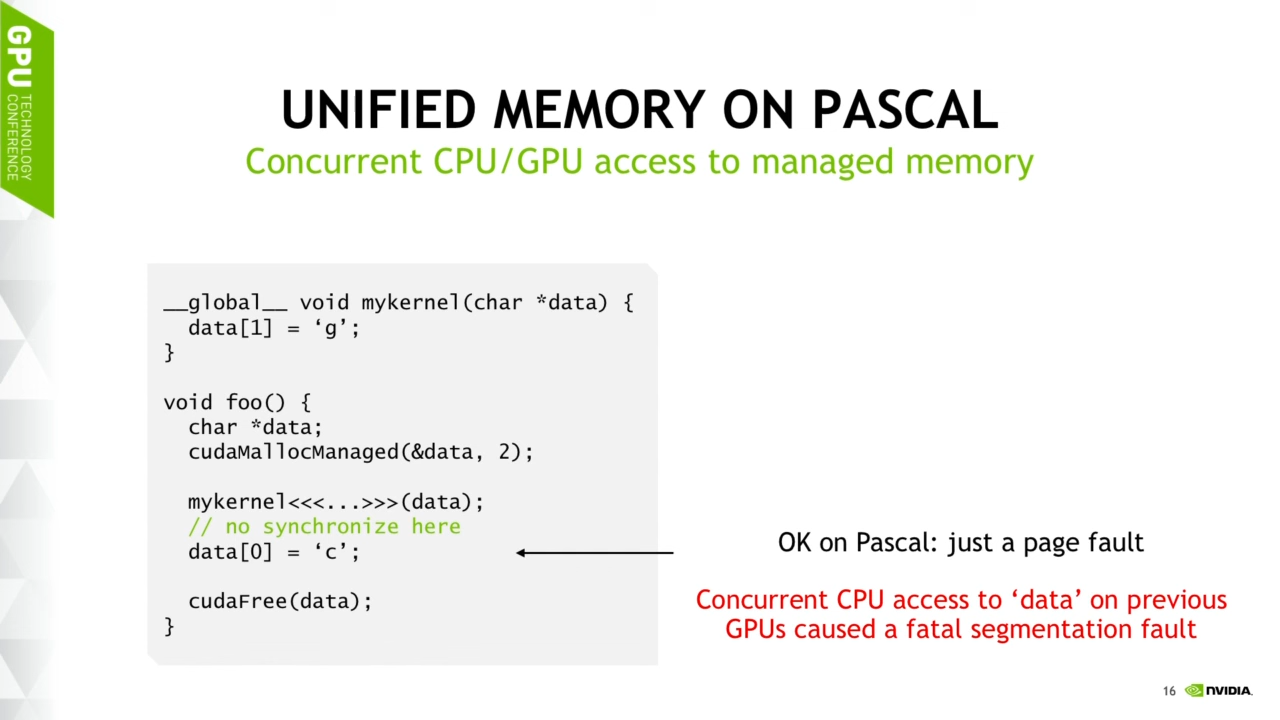 GPU TECHNOLOGY
CONFERENCE
UNIFIED MEMORY ON PASCAL
Concurrent CPU/GPU access to managed memory
__global__ void mykernel(char *data) {
data[1] = ‘g’;
}
void foo() {
char *data;
cudaMallocManaged(&data, 2);
mykernel<<<...>>>(data);
// no synchronize here
data[0] = ‘c’;
cudaFree(data);
}
OK on Pascal: just a page fault
Concurrent CPU access to ‘data’ on previous
GPUs caused a fatal segmentation fault
16 NVIDIA.